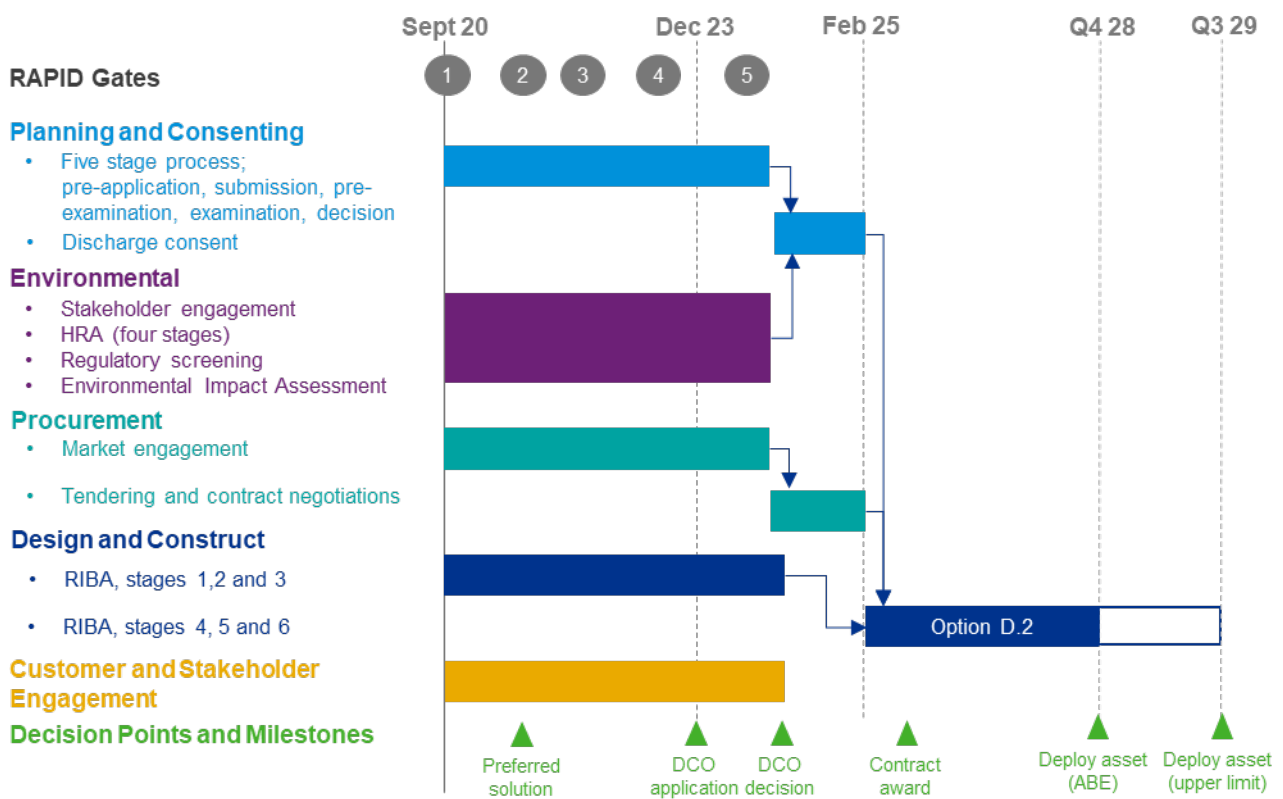 Sept 20 Dec 23 Feb 25 Q4 28 Q3 29
RAPID Gates 1 2 3 4 5
Planning and Consenting
• Five stage process;
pre-application, submission, pre-
examination, examination, decision
• Discharge consent
Environmental
• Stakeholder engagement
• HRA (four stages)
• Regulatory screening
• Environmental Impact Assessment
Procurement
• Market engagement
• Tendering and contract negotiations
Design and Construct
• RIBA, stages 1,2 and 3
• RIBA, stages 4, 5 and 6
Option D.2
Customer and Stakeholder
Engagement
Decision Points and Milestones
Preferred
solution
DCO
application
DCO
decision
Contract
award
Deploy asset
(ABE)
Deploy asset
(upper limit)